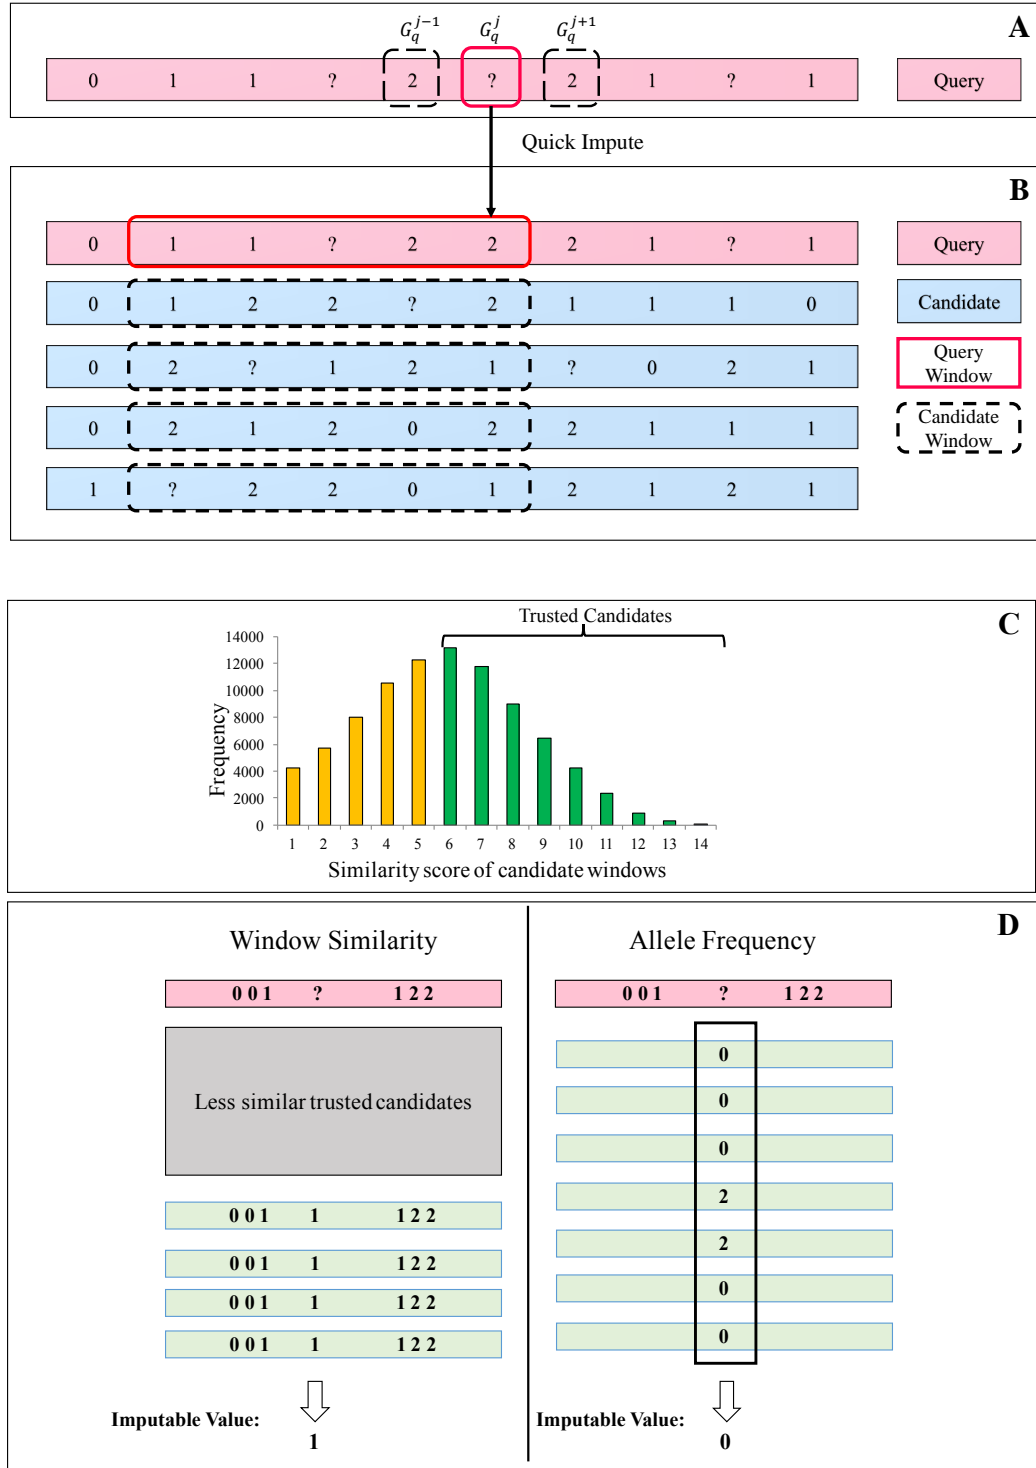 A
G_q^{j-1} G_q^{j} G_q^{j+1}
0 1 1 ? 2 ? 2 1 ? 1 Query
Quick Impute
B
0 1 1 ? 2 2 2 1 ? 1 Query
0 1 2 2 ? 2 1 1 1 0 Candidate
0 2 ? 1 2 1 ? 0 2 1 Query
Window
0 2 1 2 0 2 2 1 1 1 Candidate
Window
1 ? 2 2 0 1 2 1 2 1
C
Trusted Candidates
14000
12000
10000
8000
6000
4000
2000
0
Frequency
1 2 3 4 5 6 7 8 9 10 11 12 13 14
Similarity score of candidate windows
D
Window Similarity
0 0 1 ? 1 2 2
Less similar trusted candidates
0 0 1 1 1 2 2
0 0 1 1 1 2 2
0 0 1 1 1 2 2
0 0 1 1 1 2 2
Imputable Value:
1
Allele Frequency
0 0 1 ? 1 2 2
0
0
0
2
2
0
0
Imputable Value:
0